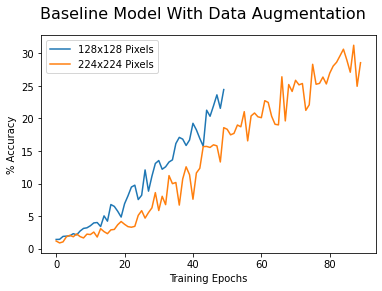 Baseline Model With Data Augmentation
128x128 Pixels
224x224 Pixels
% Accuracy
30
25
20
15
10
5
0
0
20
40
60
80
Training Epochs